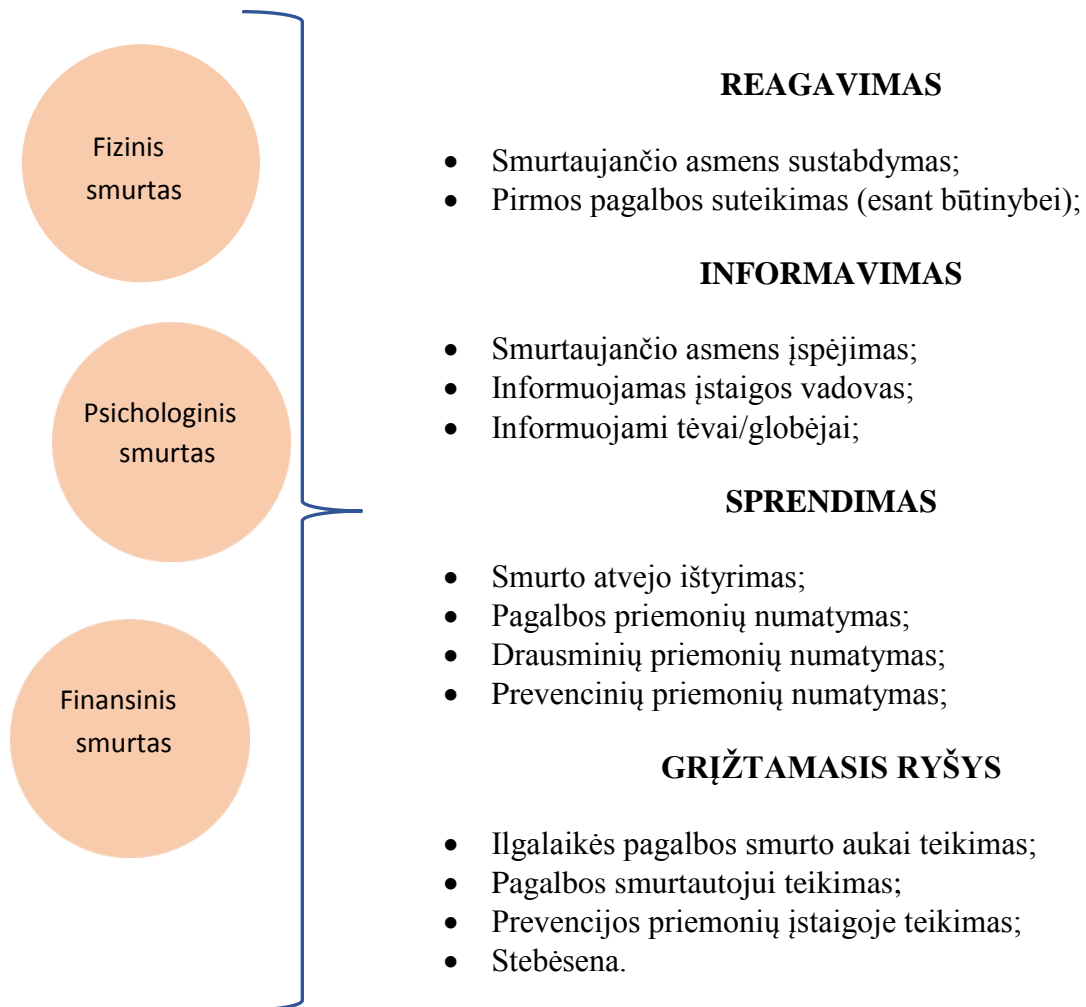 Fizinis
smurtas
Psichologinis
smurtas
Finansinis
smurtas
REAGAVIMAS
• Smurtaujančio asmens sustabdymas;
• Pirmos pagalbos suteikimas (esant būtinybei);
INFORMAVIMAS
• Smurtaujančio asmens įspėjimas;
• Informuojamas įstaigos vadovas;
• Informuojami tėvai/globėjai;
SPRENDIMAS
• Smurto atvejo ištyrimas;
• Pagalbos priemonių numatymas;
• Drausminių priemonių numatymas;
• Prevencinių priemonių numatymas;
GRĮŽTAMASIS RYŠYS
• Ilgalaikės pagalbos smurto aukai teikimas;
• Pagalbos smurtautojui teikimas;
• Prevencijos priemonių įstaigoje teikimas;
• Stebėsena.